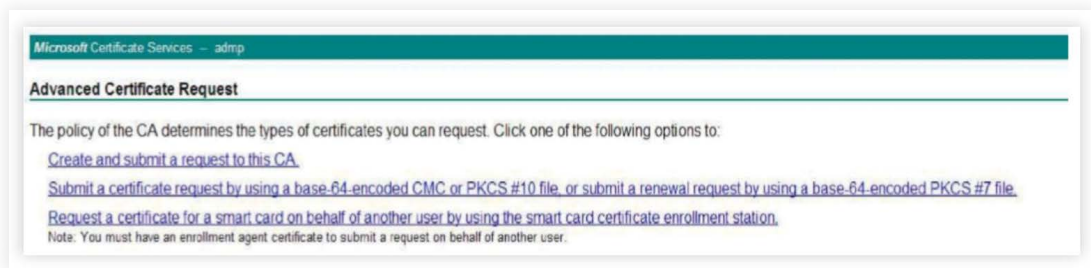 Microsoft Certificate Services -- admp
Advanced Certificate Request
The policy of the CA determines the types of certificates you can request. Click one of the following options to:
Create and submit a request to this CA.
Submit a certificate request by using a base-64-encoded CMC or PKCS #10 file, or submit a renewal request by using a base-64-encoded PKCS #7 file.
Request a certificate for a smart card on behalf of another user by using the smart card certificate enrollment station.
Note: You must have an enrollment agent certificate to submit a request on behalf of another user.